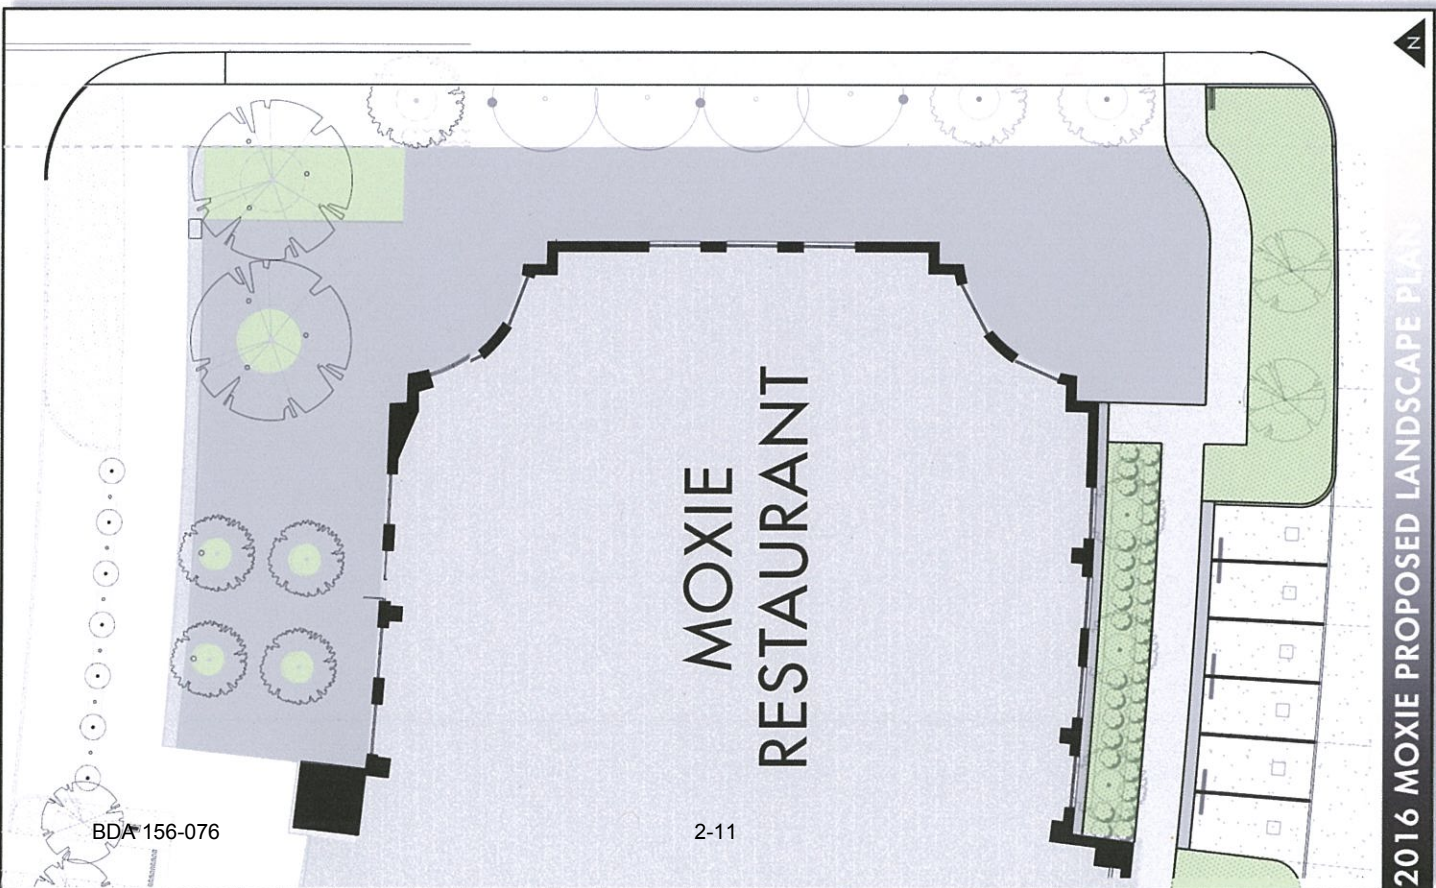 N
MOXIE
RESTAURANT
2016 MOXIE PROPOSED LANDSCAPE PLAN
BDA 156-076
2-11